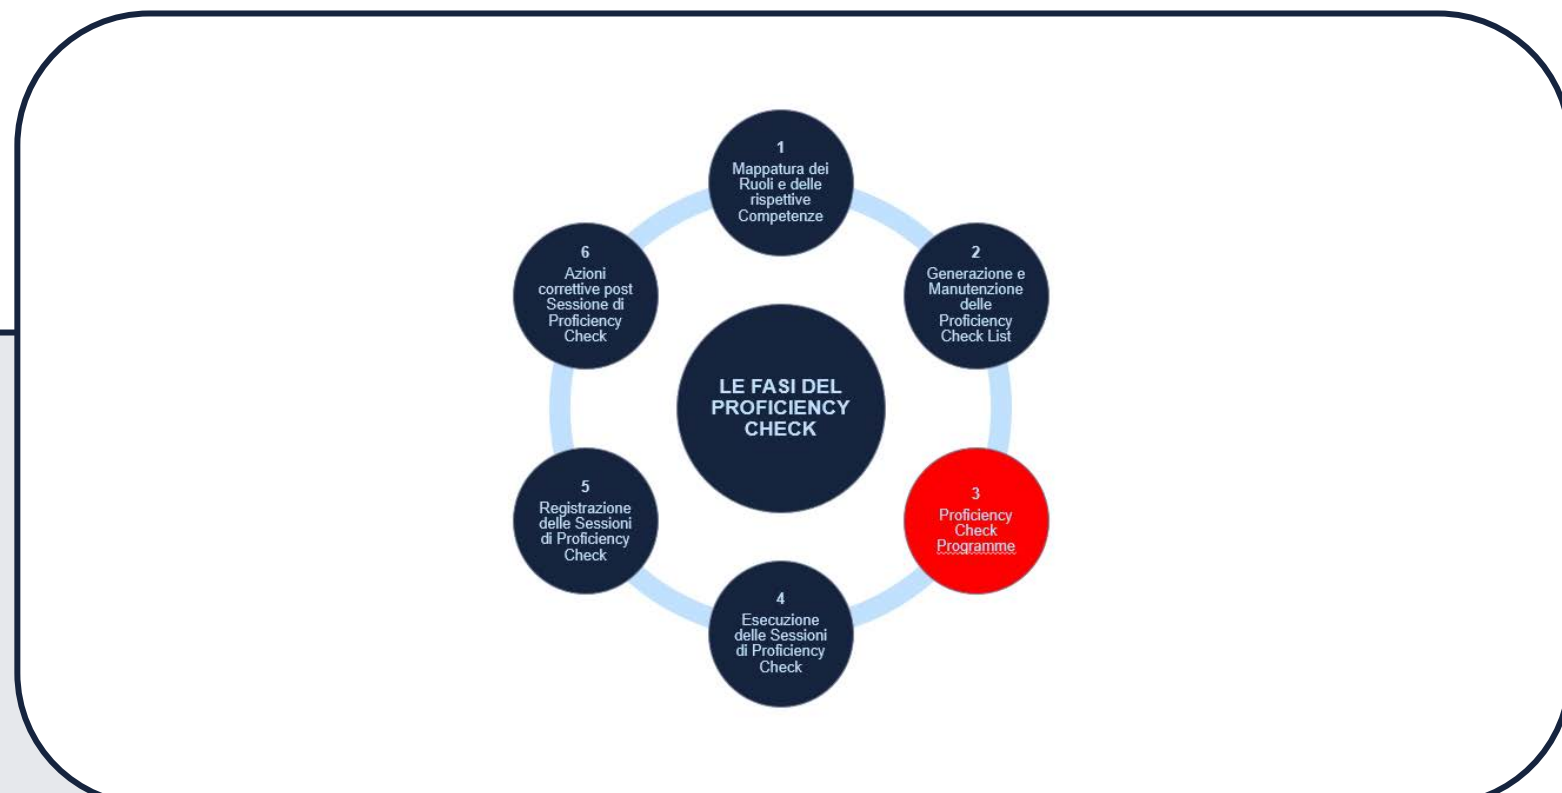 1
Mappatura dei
Ruoli e delle
rispettive
Competenze
2
Generazione e
Manutenzione
delle
Proficiency
Check List
3
Proficiency
Check
Programme
4
Esecuzione
delle Sessioni
di Proficiency
Check
5
Registrazione
delle Sessioni
di Proficiency
Check
6
Azioni
correttive post
Sessione di
Proficiency
Check
LE FASI DEL
PROFICIENCY
CHECK